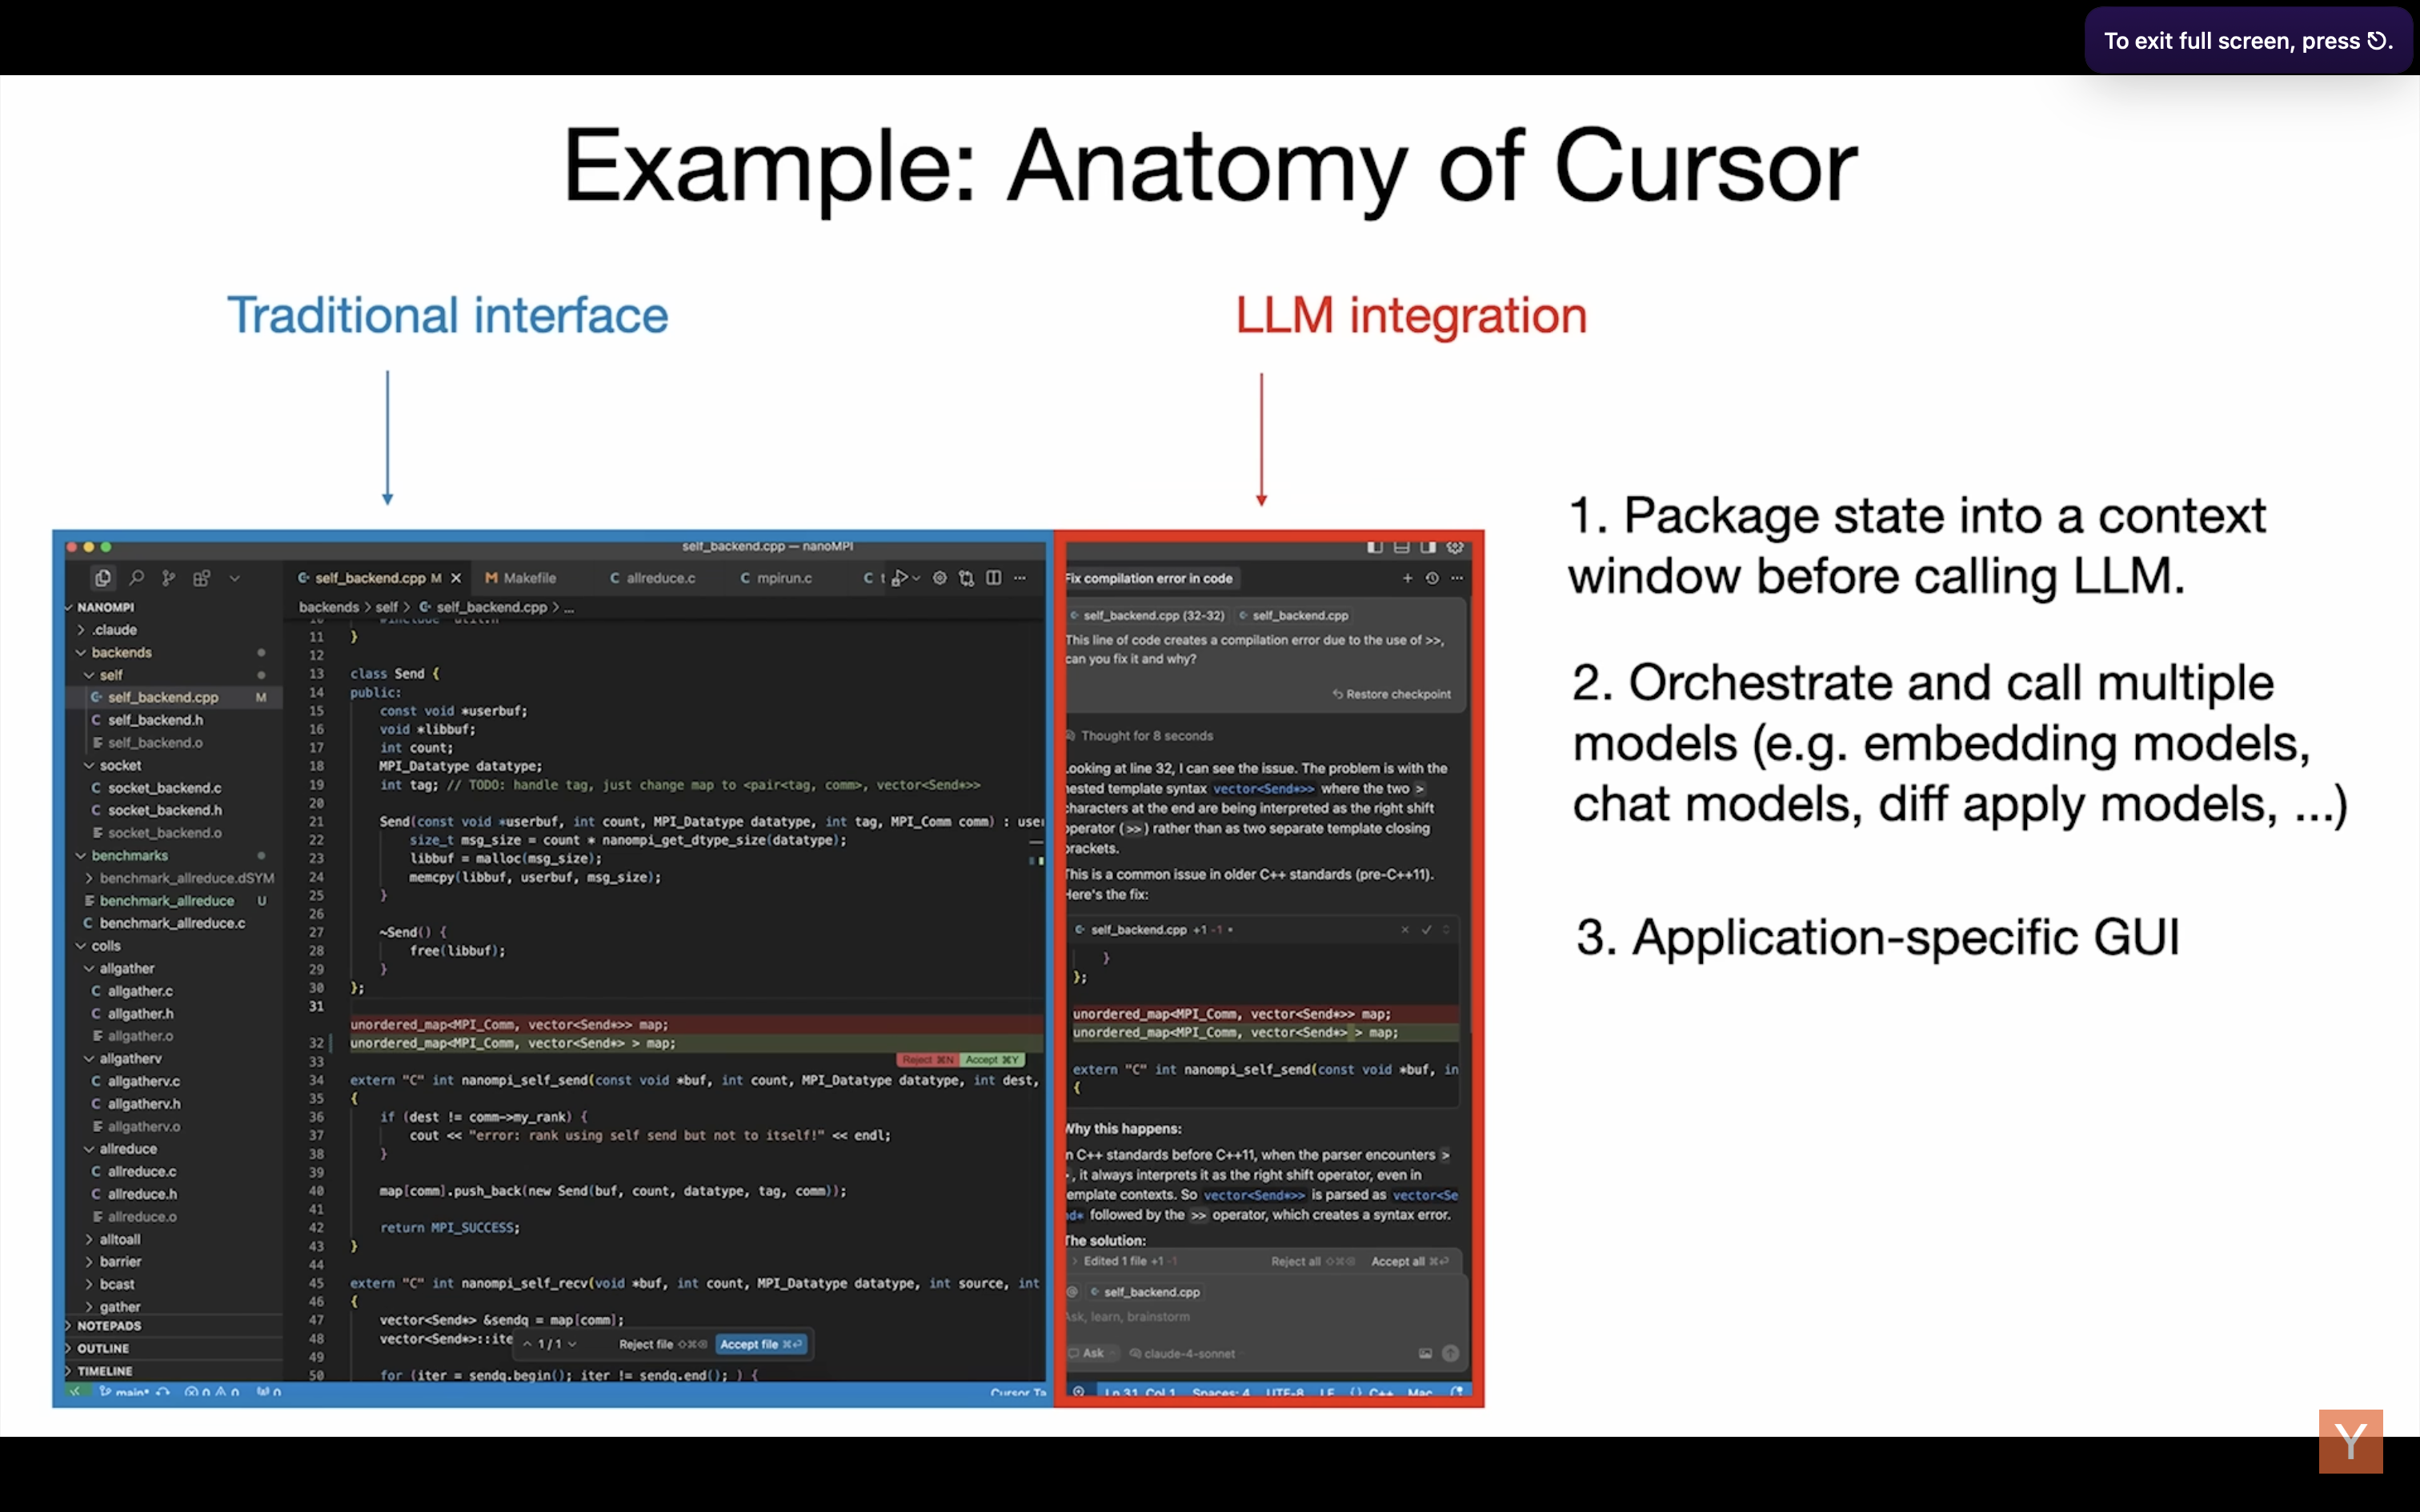 To exit full screen, press ⎋.
Example: Anatomy of Cursor
Traditional interface
LLM integration
1. Package state into a context
window before calling LLM.
2. Orchestrate and call multiple
models (e.g. embedding models,
chat models, diff apply models, ...)
3. Application-specific GUI
self_backend.cpp — nanoMPI
self_backend.cpp M
Makefile
allreduce.c
mpirun.c
backends > self > self_backend.cpp > ...
NANOMPI
.claude
backends
self
self_backend.cpp M
self_backend.h
self_backend.o
socket
socket_backend.c
socket_backend.h
socket_backend.o
benchmarks
benchmark_allreduce.dSYM
benchmark_allreduce U
benchmark_allreduce.c
colls
allgather
allgather.c
allgather.h
allgather.o
allgatherv
allgatherv.c
allgatherv.h
allgatherv.o
allreduce
allreduce.c
allreduce.h
allreduce.o
alltoall
barrier
bcast
gather
NOTEPADS
OUTLINE
TIMELINE
11 }
12
13 class Send {
14 public:
15 const void *userbuf;
16 void *libbuf;
17 int count;
18 MPI_Datatype datatype;
19 int tag; // TODO: handle tag, just change map to <pair<tag, comm>, vector<Send*>>
20
21 Send(const void *userbuf, int count, MPI_Datatype datatype, int tag, MPI_Comm comm) : user
22 size_t msg_size = count * nanompi_get_dtype_size(datatype);
23 libbuf = malloc(msg_size);
24 memcpy(libbuf, userbuf, msg_size);
25 }
26
27 ~Send() {
28 free(libbuf);
29 }
30 };
31
unordered_map<MPI_Comm, vector<Send*>> map;
32 unordered_map<MPI_Comm, vector<Send*> > map;
33
Reject ⌘N Accept ⌘Y
34 extern "C" int nanompi_self_send(const void *buf, int count, MPI_Datatype datatype, int dest,
35 {
36 if (dest != comm->my_rank) {
37 cout << "error: rank using self send but not to itself!" << endl;
38 }
39
40 map[comm].push_back(new Send(buf, count, datatype, tag, comm));
41
42 return MPI_SUCCESS;
43 }
44
45 extern "C" int nanompi_self_recv(void *buf, int count, MPI_Datatype datatype, int source, int
46 {
47 vector<Send*> &sendq = map[comm];
48 vector<Send*>::ite
49
50 for (iter = sendq.begin(); iter != sendq.end(); ) {
1 / 1
Reject file
Accept file
main*
0 0
0
Cursor Ta
Fix compilation error in code
self_backend.cpp (32-32) self_backend.cpp
This line of code creates a compilation error due to the use of >>,
can you fix it and why?
Restore checkpoint
Thought for 8 seconds
Looking at line 32, I can see the issue. The problem is with the
nested template syntax vector<Send*>> where the two >
characters at the end are being interpreted as the right shift
operator (>>) rather than as two separate template closing
brackets.
This is a common issue in older C++ standards (pre-C++11).
Here's the fix:
self_backend.cpp +1 -1 •
}
};
unordered_map<MPI_Comm, vector<Send*>> map;
unordered_map<MPI_Comm, vector<Send*> > map;
extern "C" int nanompi_self_send(const void *buf, in
{
Why this happens:
In C++ standards before C++11, when the parser encounters >
>, it always interprets it as the right shift operator, even in
template contexts. So vector<Send*>> is parsed as vector<Se
nd* followed by the >> operator, which creates a syntax error.
The solution:
Edited 1 file +1 -1
Reject all
Accept all
@ self_backend.cpp
Ask, learn, brainstorm
Ask
claude-4-sonnet
Ln 31, Col 1 Spaces: 4 UTF-8 LF {} C++ Mac
Y